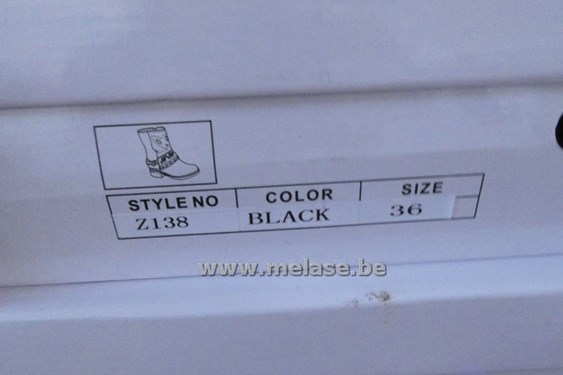 STYLE NO COLOR SIZE
Z138 BLACK 36
www.melase.be